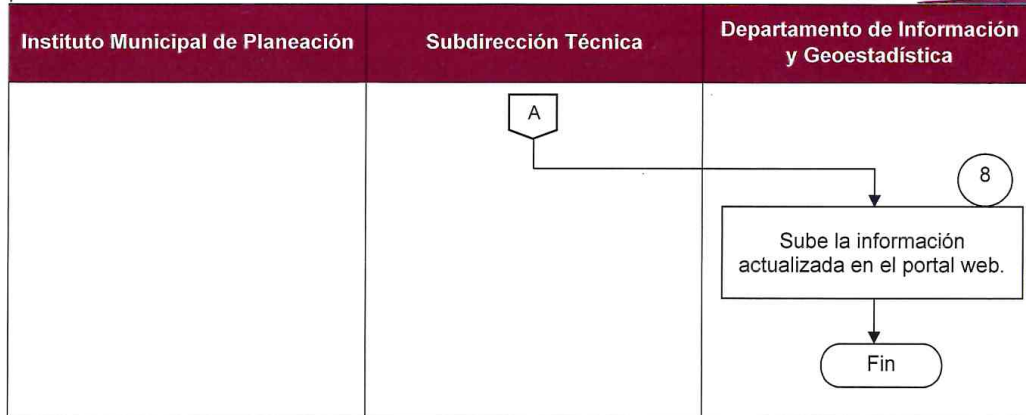 Instituto Municipal de Planeación
Subdirección Técnica
Departamento de Información
y Geoestadística
A
8
Sube la información
actualizada en el portal web.
Fin